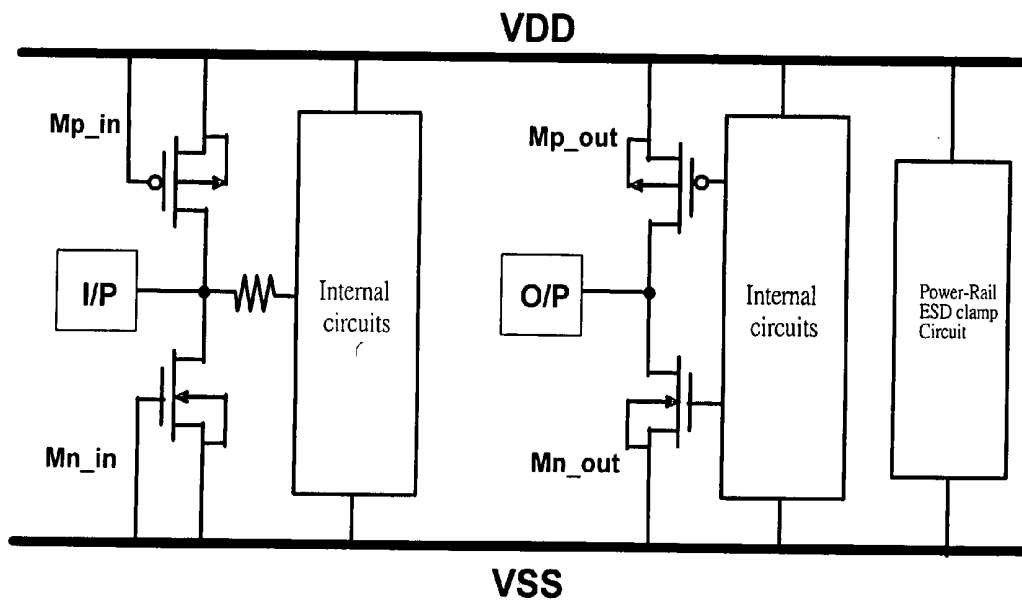 VDD
Mp_in
Mp_out
I/P
Internal
circuits
O/P
Internal
circuits
Power-Rail
ESD clamp
Circuit
Mn_in
Mn_out
VSS